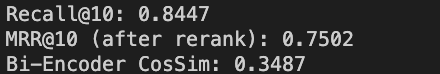 Recall@10: 0.8447
MRR@10 (after rerank): 0.7502
Bi-Encoder CosSim: 0.3487